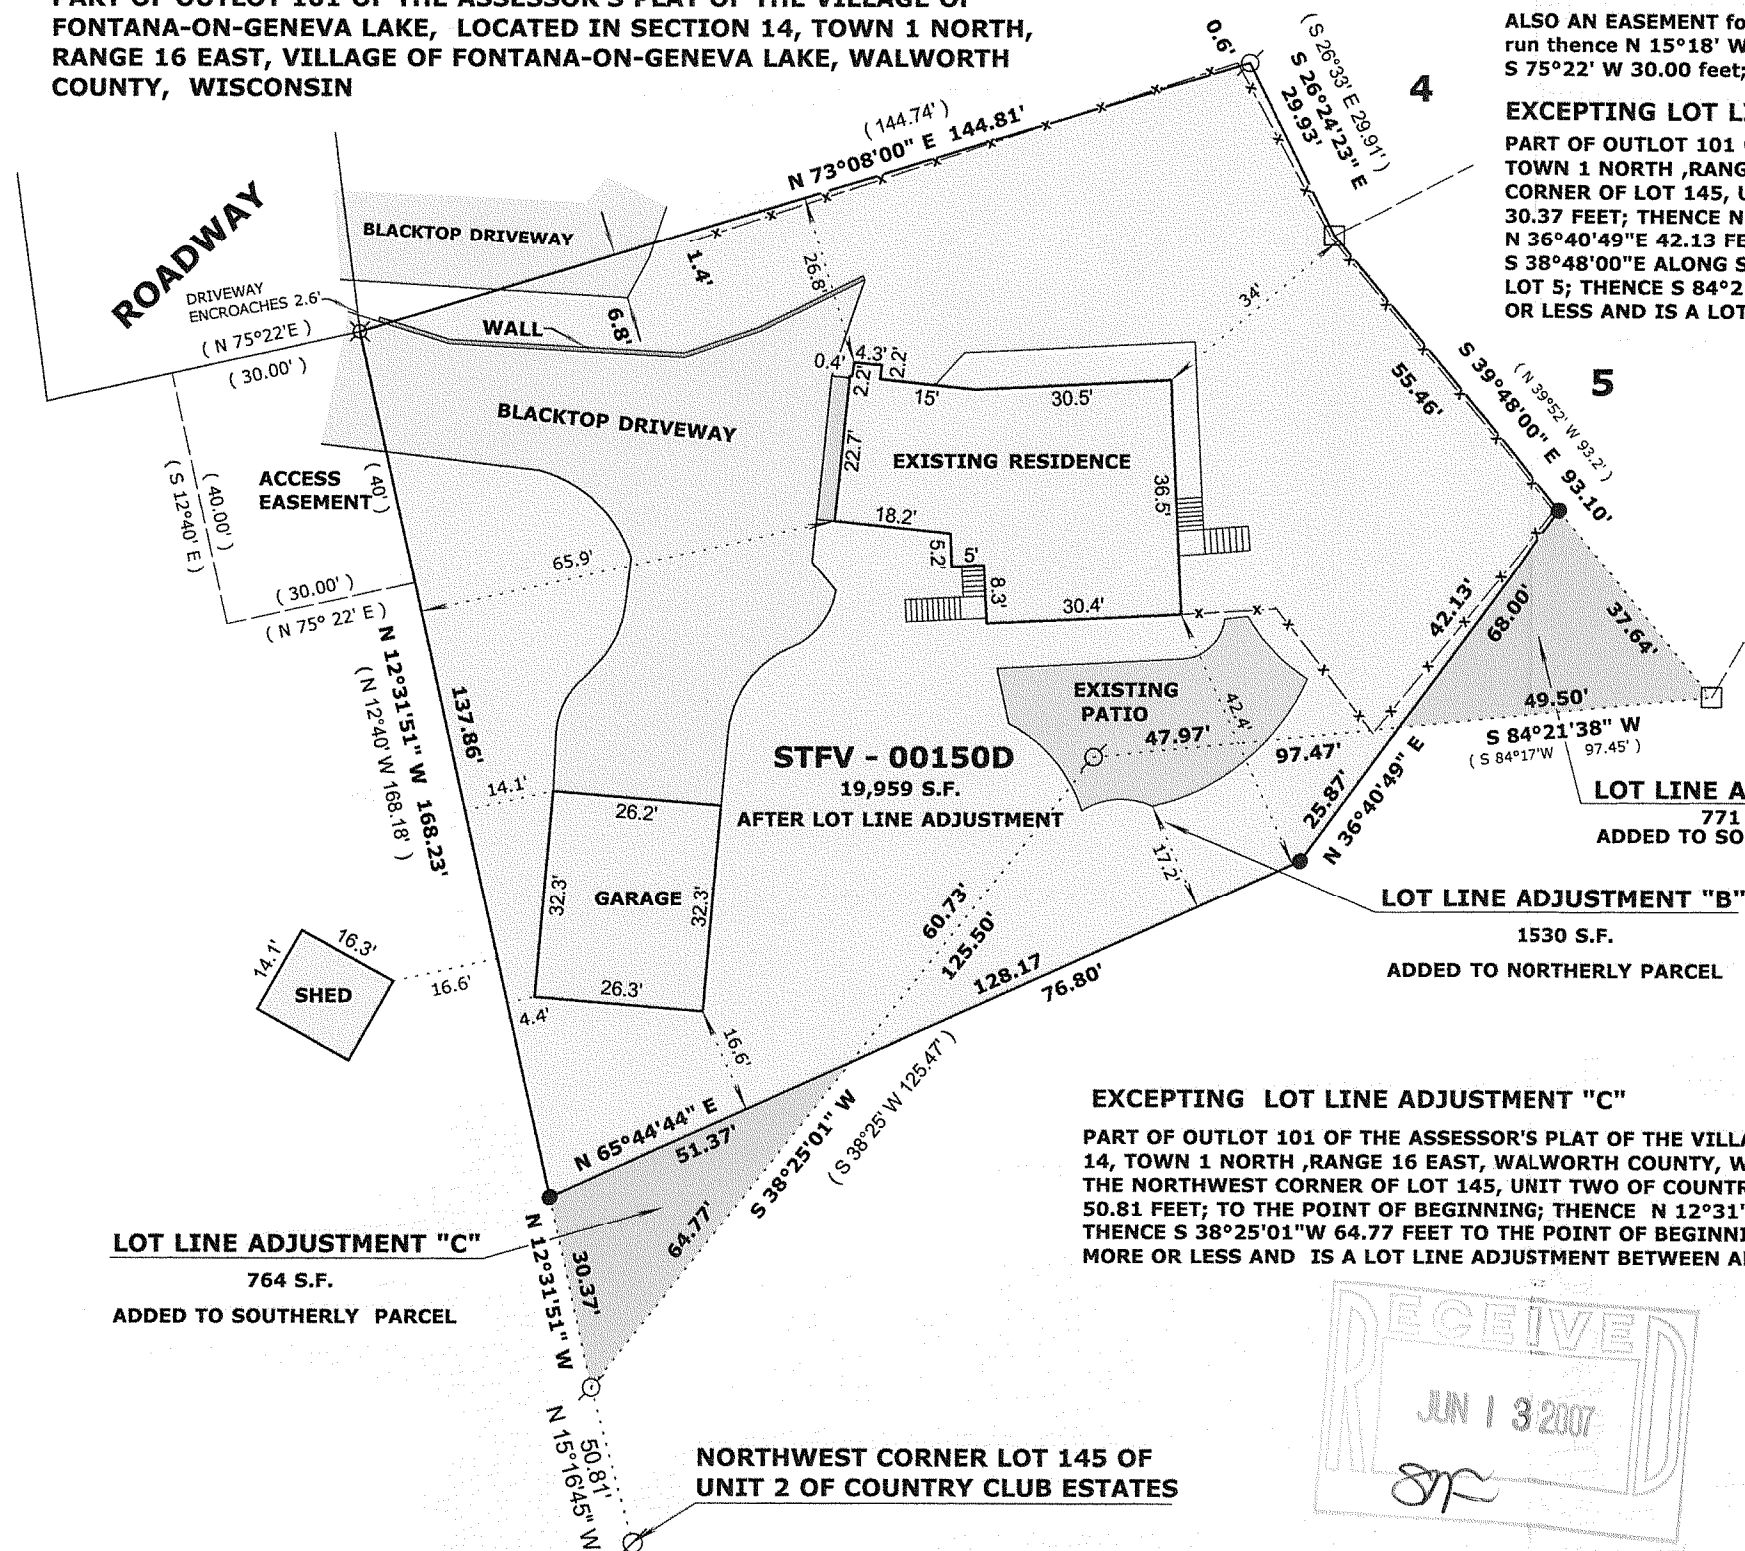 FONTANA-ON-GENEVA LAKE, LOCATED IN SECTION 14, TOWN 1 NORTH,
RANGE 16 EAST, VILLAGE OF FONTANA-ON-GENEVA LAKE, WALWORTH
COUNTY, WISCONSIN
ALSO AN EASEMENT fo
run thence N 15°18' W
S 75°22' W 30.00 feet;
EXCEPTING LOT LI
PART OF OUTLOT 101
TOWN 1 NORTH ,RANG
CORNER OF LOT 145, U
30.37 FEET; THENCE N
N 36°40'49"E 42.13 FE
S 38°48'00"E ALONG S
LOT 5; THENCE S 84°2
OR LESS AND IS A LOT
0.6'
( S 26°33' E 29.91' )
S 26°24'23" E
29.93'
4
( 144.74' )
N 73°08'00" E 144.81'
ROADWAY
BLACKTOP DRIVEWAY
DRIVEWAY
ENCROACHES 2.6'
( N 75°22'E )
( 30.00' )
WALL
1.4'
6.8'
26.8'
34'
0.4'
4.3'
2.2'
2.2'
15'
30.5'
22.7'
36.5'
EXISTING RESIDENCE
18.2'
5.2'
5'
8.3'
30.4'
BLACKTOP DRIVEWAY
55.46'
S 39°48'00" E 93.10'
( N 39°52' W 93.2' )
5
ACCESS
EASEMENT
( 40' )
( 40.00' )
( S 12°40' E )
( 30.00' )
( N 75° 22' E )
65.9'
N 12°31'51" W 168.23'
( N 12°40' W 168.18' )
137.86'
42.13'
68.00'
37.64'
49.50'
S 84°21'38" W
( S 84°17'W 97.45' )
EXISTING
PATIO
47.97'
42.4'
97.47'
25.87'
N 36°40'49" E
STFV - 00150D
19,959 S.F.
AFTER LOT LINE ADJUSTMENT
LOT LINE A
771
ADDED TO SO
14.1'
26.2'
32.3'
GARAGE
32.3'
26.3'
4.4'
16.6'
17.2'
LOT LINE ADJUSTMENT "B"
1530 S.F.
ADDED TO NORTHERLY PARCEL
60.73'
125.50'
128.17
76.80'
14.1'
16.3'
SHED
16.6'
N 65°44'44" E
51.37'
S 38°25'01" W
( S 38°25' W 125.47' )
64.77'
30.37'
N 12°31'51" W
LOT LINE ADJUSTMENT "C"
764 S.F.
ADDED TO SOUTHERLY PARCEL
EXCEPTING LOT LINE ADJUSTMENT "C"
PART OF OUTLOT 101 OF THE ASSESSOR'S PLAT OF THE VILLA
14, TOWN 1 NORTH ,RANGE 16 EAST, WALWORTH COUNTY, W
THE NORTHWEST CORNER OF LOT 145, UNIT TWO OF COUNTR
50.81 FEET; TO THE POINT OF BEGINNING; THENCE N 12°31'
THENCE S 38°25'01"W 64.77 FEET TO THE POINT OF BEGINNI
MORE OR LESS AND IS A LOT LINE ADJUSTMENT BETWEEN A
50.81'
N 15°16'45" W
NORTHWEST CORNER LOT 145 OF
UNIT 2 OF COUNTRY CLUB ESTATES
RECEIVED
JUN 13 2007